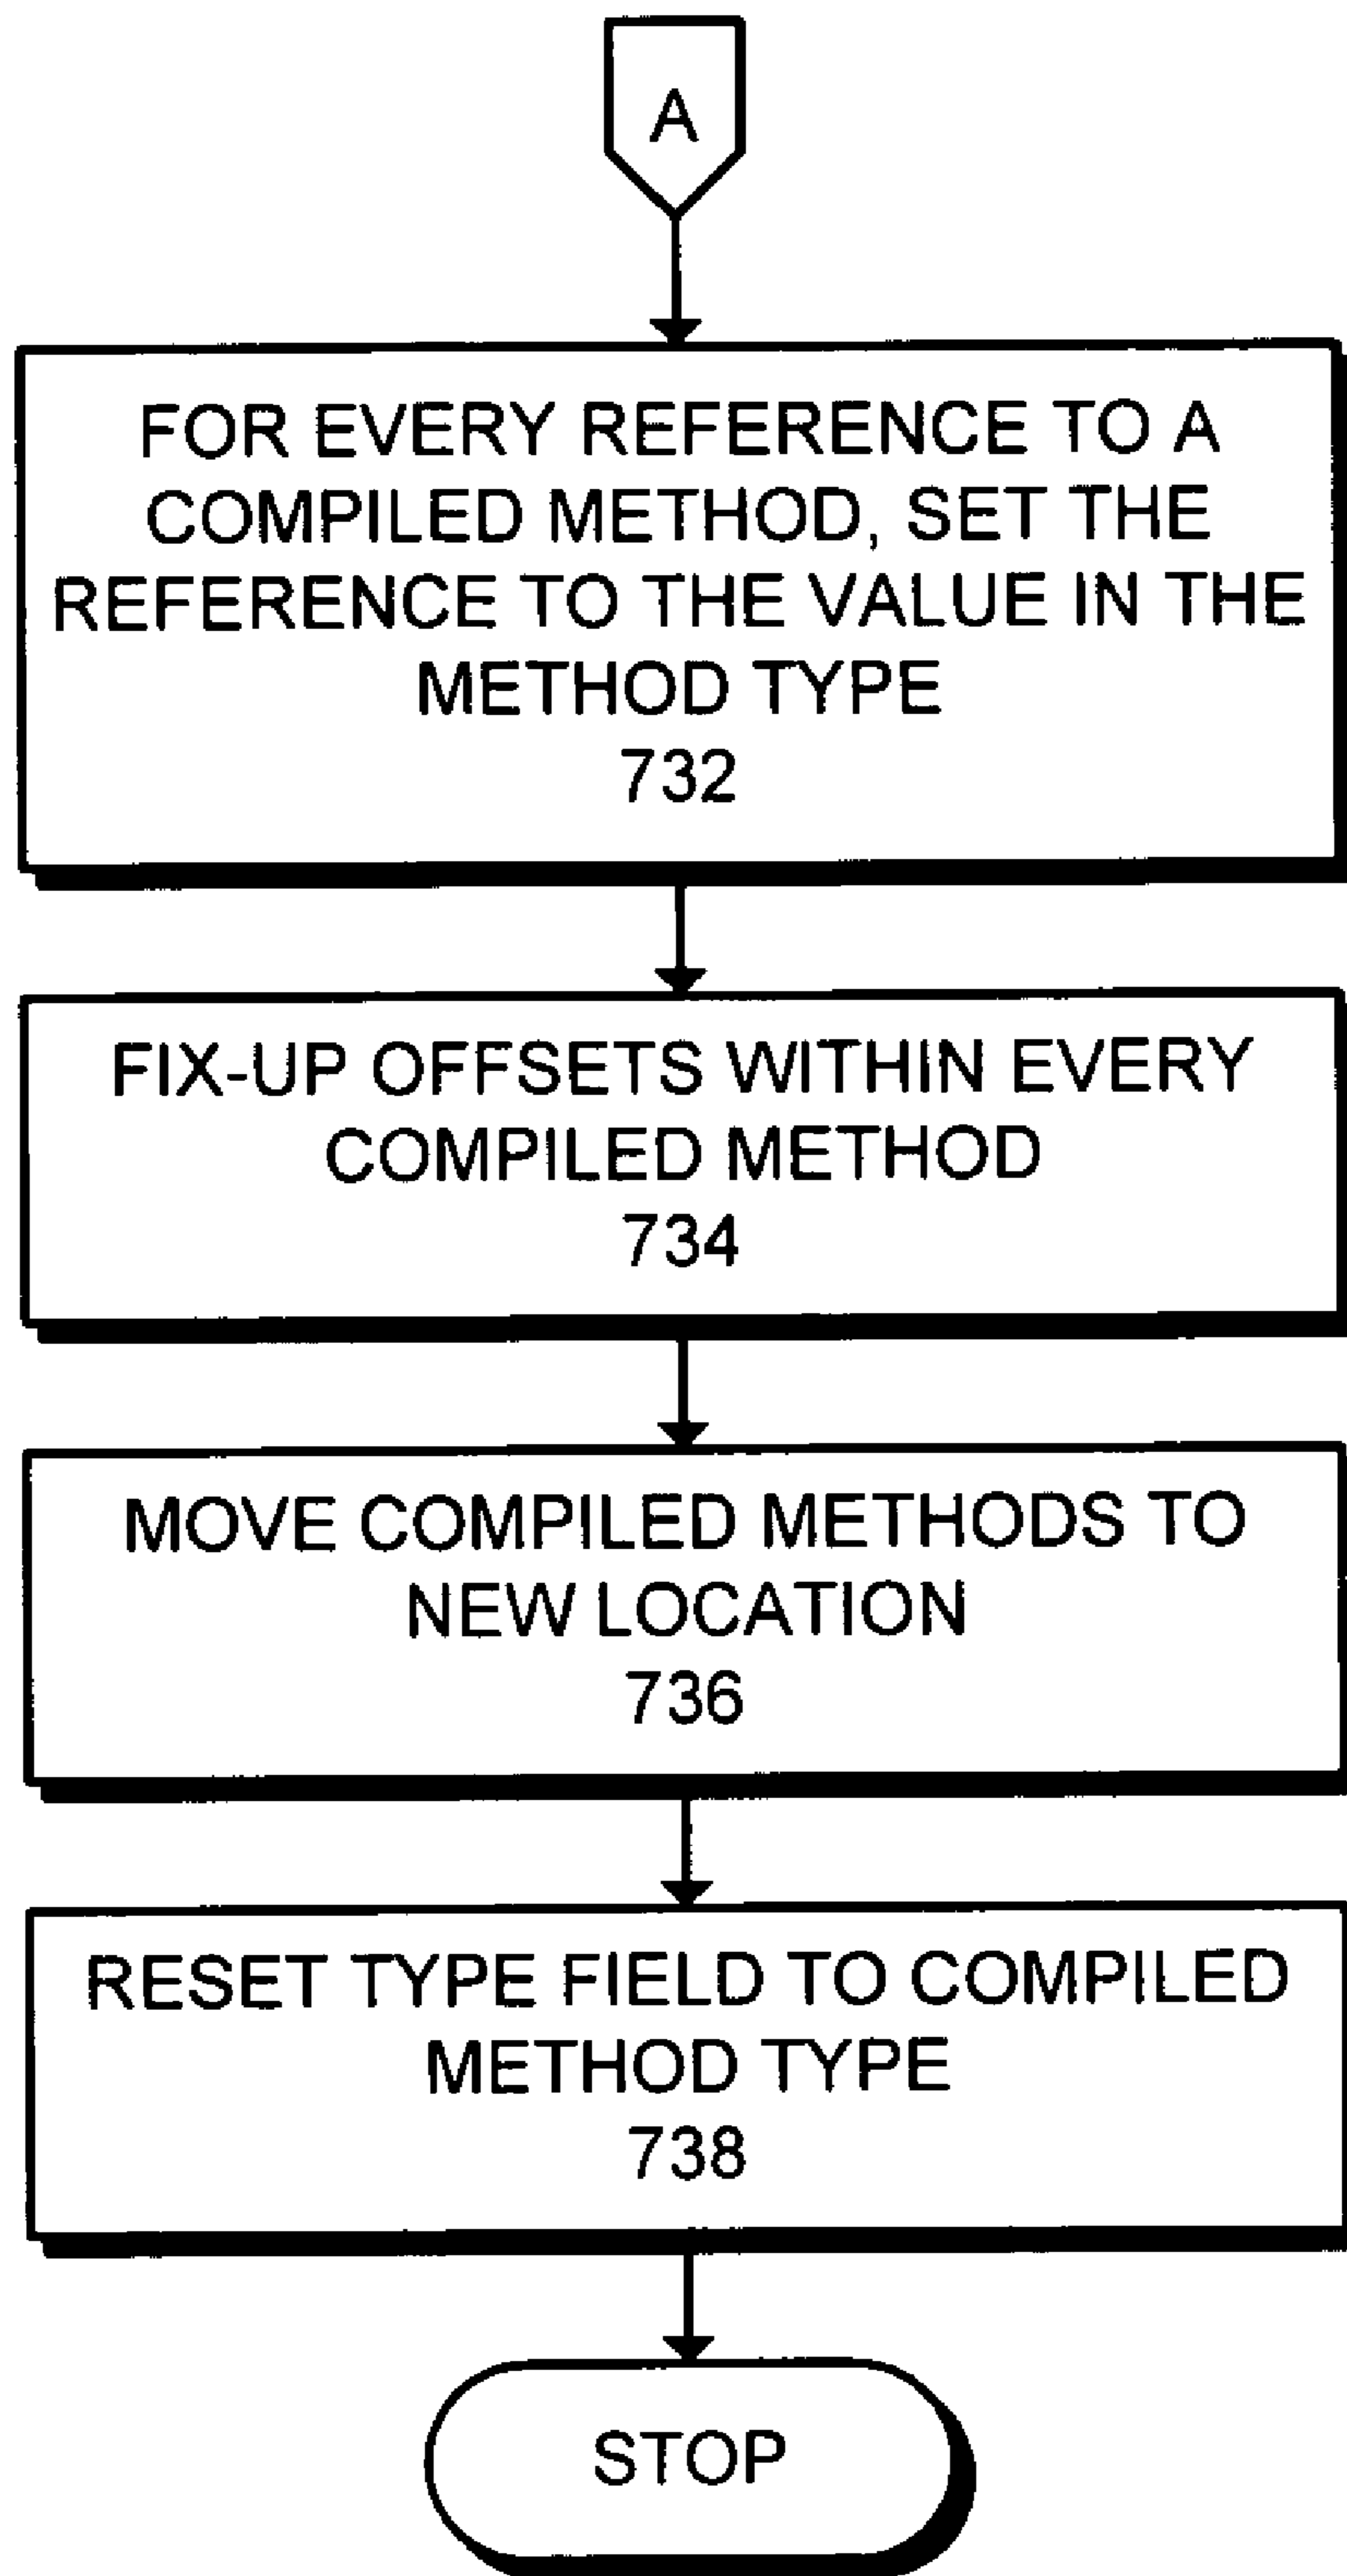 A
FOR EVERY REFERENCE TO A
COMPILED METHOD, SET THE
REFERENCE TO THE VALUE IN THE
METHOD TYPE
732
FIX-UP OFFSETS WITHIN EVERY
COMPILED METHOD
734
MOVE COMPILED METHODS TO
NEW LOCATION
736
RESET TYPE FIELD TO COMPILED
METHOD TYPE
738
STOP